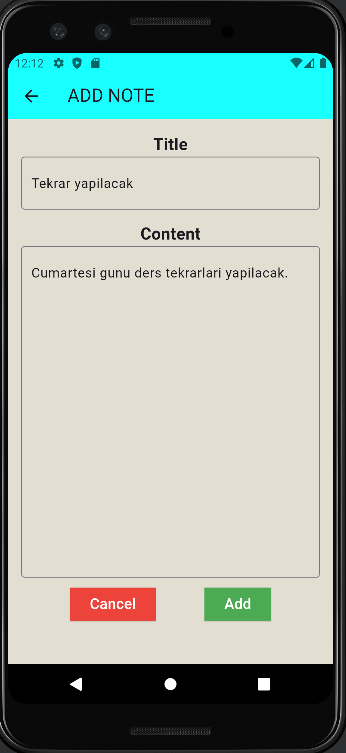 12:12
ADD NOTE
Title
Tekrar yapilacak
Content
Cumartesi gunu ders tekrarlari yapilacak.
Cancel
Add